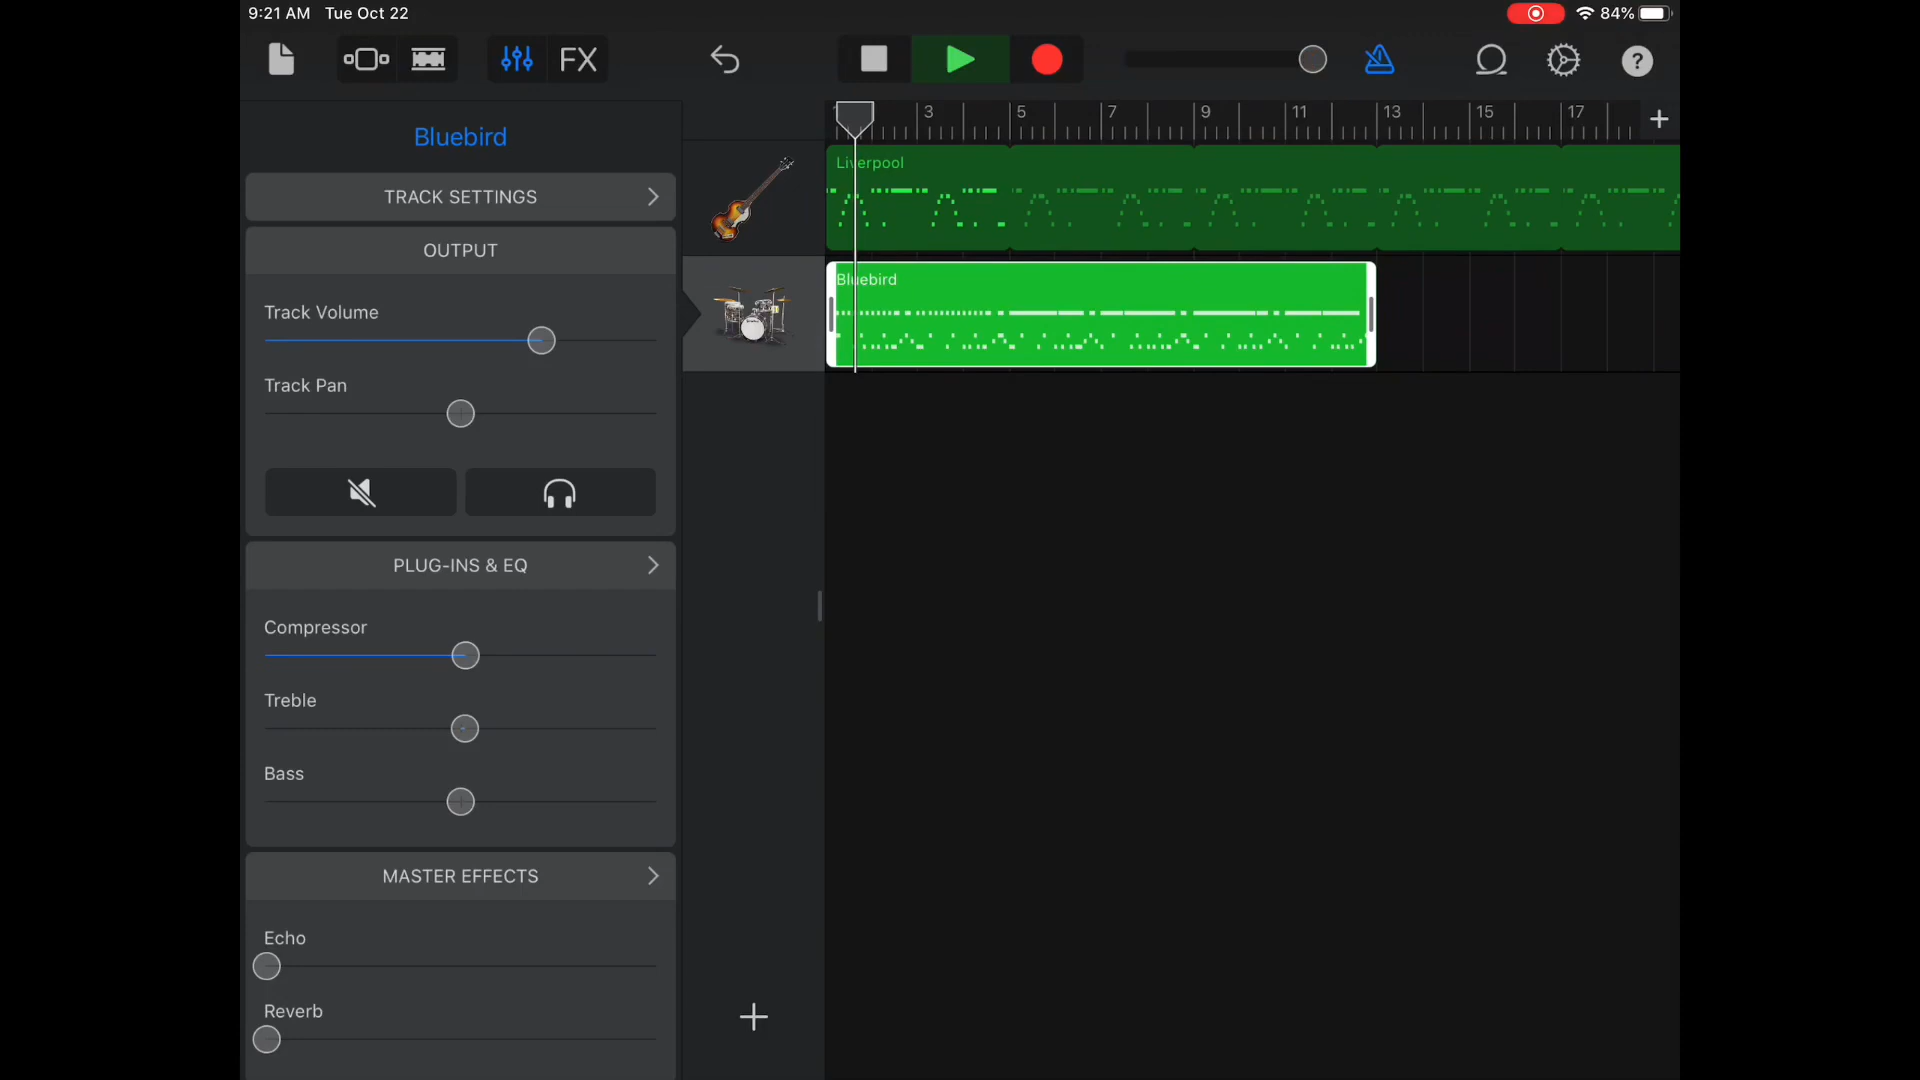 9:21 AM Tue Oct 22
84%
FX
?
Bluebird
3 5 7 9 11 13 15 17
TRACK SETTINGS
Liverpool
OUTPUT
Bluebird
Track Volume
Track Pan
PLUG-INS & EQ
Compressor
Treble
Bass
MASTER EFFECTS
Echo
Reverb